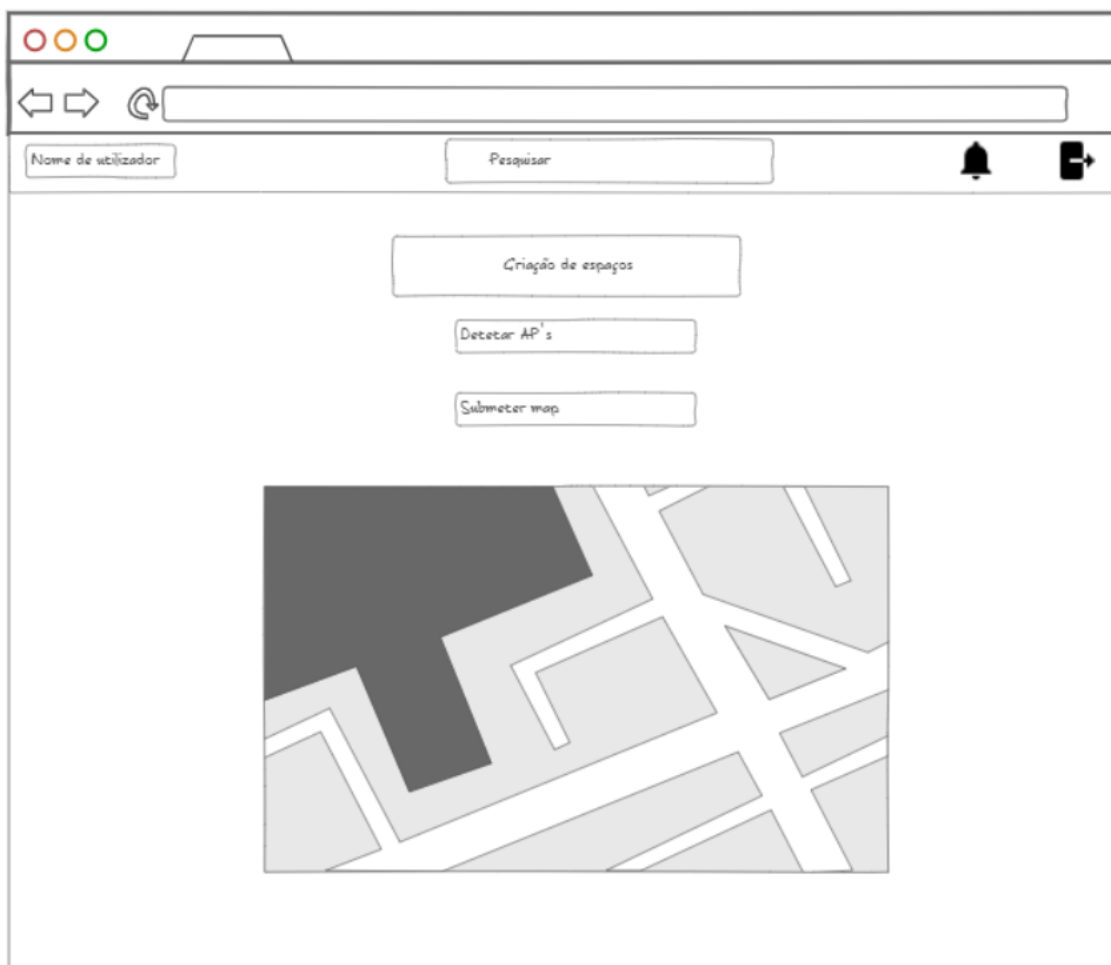 Nome de utilizador
Pesquisar
Criação de espaços
Detetar AP's
Submeter map